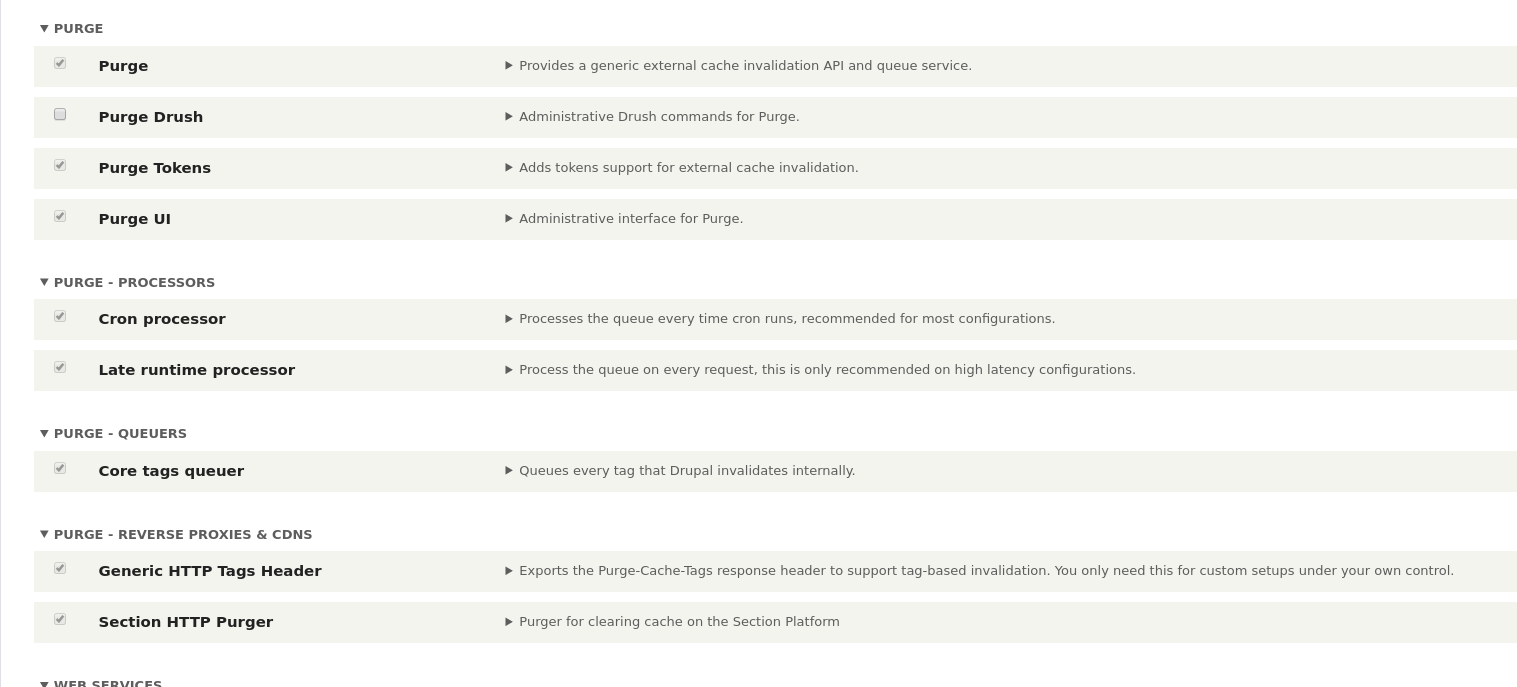 PURGE
Purge Provides a generic external cache invalidation API and queue service.
Purge Drush Administrative Drush commands for Purge.
Purge Tokens Adds tokens support for external cache invalidation.
Purge UI Administrative interface for Purge.
PURGE - PROCESSORS
Cron processor Processes the queue every time cron runs, recommended for most configurations.
Late runtime processor Process the queue on every request, this is only recommended on high latency configurations.
PURGE - QUEUERS
Core tags queuer Queues every tag that Drupal invalidates internally.
PURGE - REVERSE PROXIES & CDNS
Generic HTTP Tags Header Exports the Purge-Cache-Tags response header to support tag-based invalidation. You only need this for custom setups under your own control.
Section HTTP Purger Purger for clearing cache on the Section Platform
WEB SERVICES